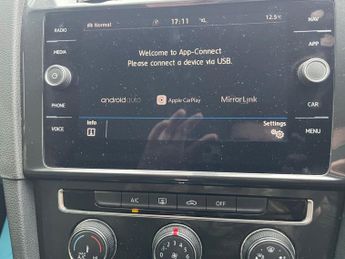 RADIO
MEDIA
PHONE
VOICE
Normal 17:11 12.5°
Welcome to App-Connect
Please connect a device via USB.
androidauto Apple CarPlay MirrorLink
Info Settings
NAV
APP
CAR
MENU
A/C OFF